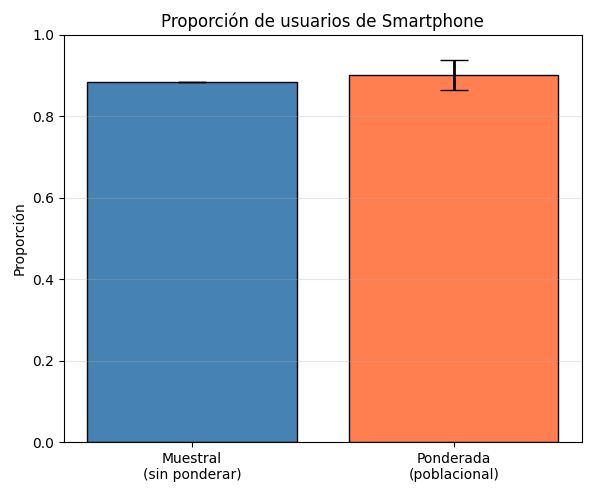 Proporción de usuarios de Smartphone
1.0
0.8
0.6
0.4
0.2
0.0
Proporción
Muestral
(sin ponderar)
Ponderada
(poblacional)